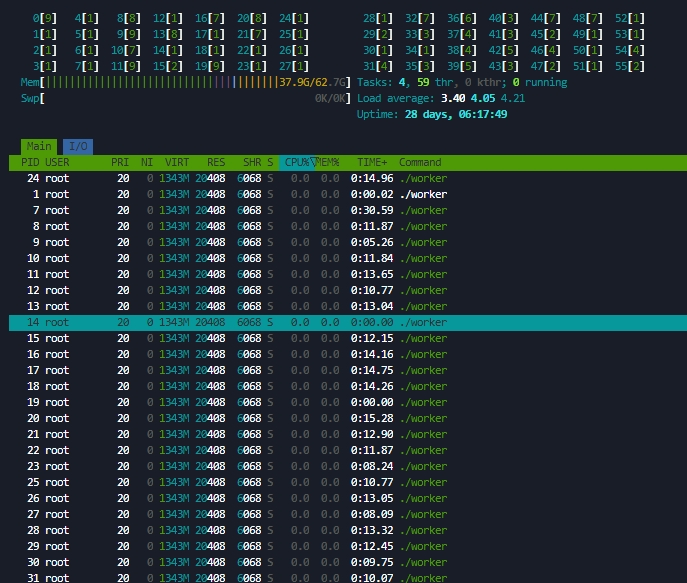 0[9] 4[1] 8[8] 12[1] 16[7] 20[8] 24[1] 28[1] 32[7] 36[6] 40[3] 44[7] 48[7] 52[1]
1[1] 5[1] 9[9] 13[8] 17[1] 21[7] 25[1] 29[2] 33[3] 37[4] 41[4] 45[2] 49[2] 53[1]
2[1] 6[1] 10[7] 14[1] 18[1] 22[1] 26[1] 30[1] 34[1] 38[4] 42[5] 46[4] 50[1] 54[4]
3[1] 7[1] 11[9] 15[2] 19[9] 23[1] 27[1] 31[4] 35[3] 39[5] 43[3] 47[2] 51[1] 55[2]
Mem[37.9G/62.7G] Tasks: 4, 59 thr, 0 kthr; 0 running
Swp[0K/0K] Load average: 3.40 4.05 4.21
Uptime: 28 days, 06:17:49
Main I/O
PID USER PRI NI VIRT RES SHR S CPU%▽MEM% TIME+ Command
24 root 20 0 1343M 20408 6068 S 0.0 0.0 0:14.96 ./worker
1 root 20 0 1343M 20408 6068 S 0.0 0.0 0:00.02 ./worker
7 root 20 0 1343M 20408 6068 S 0.0 0.0 0:30.59 ./worker
8 root 20 0 1343M 20408 6068 S 0.0 0.0 0:11.87 ./worker
9 root 20 0 1343M 20408 6068 S 0.0 0.0 0:05.26 ./worker
10 root 20 0 1343M 20408 6068 S 0.0 0.0 0:11.84 ./worker
11 root 20 0 1343M 20408 6068 S 0.0 0.0 0:13.65 ./worker
12 root 20 0 1343M 20408 6068 S 0.0 0.0 0:10.77 ./worker
13 root 20 0 1343M 20408 6068 S 0.0 0.0 0:13.04 ./worker
14 root 20 0 1343M 20408 6068 S 0.0 0.0 0:00.00 ./worker
15 root 20 0 1343M 20408 6068 S 0.0 0.0 0:12.15 ./worker
16 root 20 0 1343M 20408 6068 S 0.0 0.0 0:14.16 ./worker
17 root 20 0 1343M 20408 6068 S 0.0 0.0 0:14.75 ./worker
18 root 20 0 1343M 20408 6068 S 0.0 0.0 0:14.26 ./worker
19 root 20 0 1343M 20408 6068 S 0.0 0.0 0:00.00 ./worker
20 root 20 0 1343M 20408 6068 S 0.0 0.0 0:15.28 ./worker
21 root 20 0 1343M 20408 6068 S 0.0 0.0 0:12.90 ./worker
22 root 20 0 1343M 20408 6068 S 0.0 0.0 0:11.87 ./worker
23 root 20 0 1343M 20408 6068 S 0.0 0.0 0:08.24 ./worker
25 root 20 0 1343M 20408 6068 S 0.0 0.0 0:10.77 ./worker
26 root 20 0 1343M 20408 6068 S 0.0 0.0 0:13.05 ./worker
27 root 20 0 1343M 20408 6068 S 0.0 0.0 0:08.09 ./worker
28 root 20 0 1343M 20408 6068 S 0.0 0.0 0:13.32 ./worker
29 root 20 0 1343M 20408 6068 S 0.0 0.0 0:12.45 ./worker
30 root 20 0 1343M 20408 6068 S 0.0 0.0 0:09.75 ./worker
31 root 20 0 1343M 20408 6068 S 0.0 0.0 0:10.07 ./worker